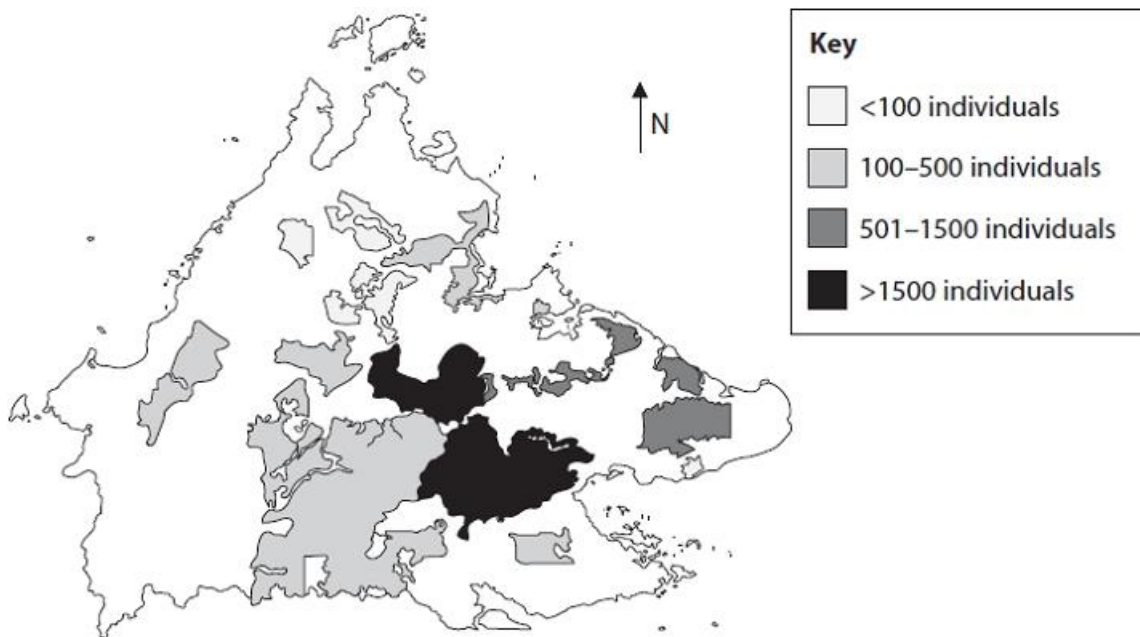 N
Key
<100 individuals
100–500 individuals
501–1500 individuals
>1500 individuals